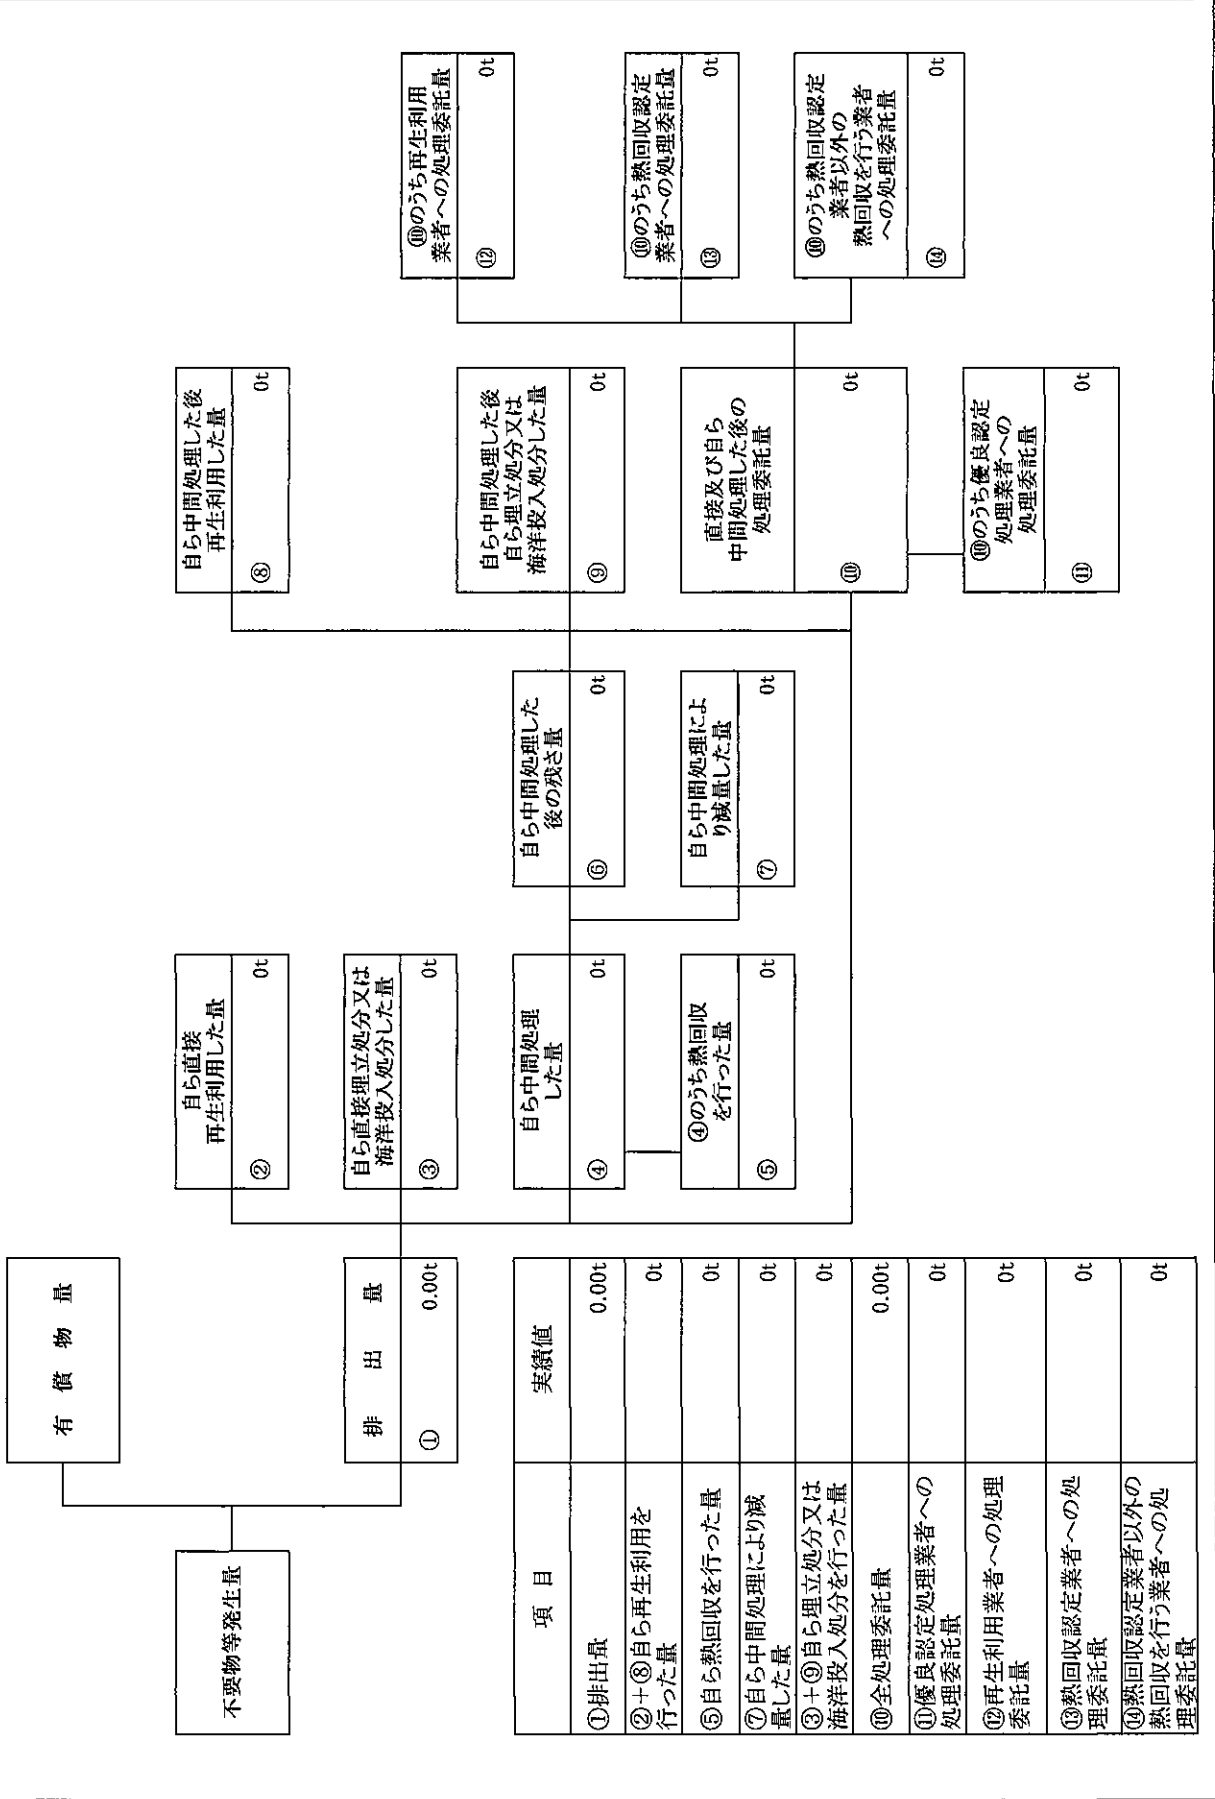 有償物量
不要物等発生量
排出量
① 0.00t
自ら直接
再生利用した量
② 0t
自ら直接埋立処分又は
海洋投入処分した量
③ 0t
自ら中間処理
した量
④ 0t
④のうち熱回収
を行った量
⑤ 0t
自ら中間処理した
後の残さ量
⑥ 0t
自ら中間処理によ
り減量した量
⑦ 0t
自ら中間処理した後
再生利用した量
⑧ 0t
自ら中間処理した後
自ら埋立処分又は
海洋投入処分した量
⑨ 0t
直接及び自ら
中間処理した後の
処理委託量
⑩ 0t
⑩のうち優良認定
処理業者への
処理委託量
⑪ 0t
⑩のうち再生利用
業者への処理委託量
⑫ 0t
⑩のうち熱回収認定
業者への処理委託量
⑬ 0t
⑩のうち熱回収認定
業者以外の
熱回収を行う業者
への処理委託量
⑭ 0t
項目 実績値
①排出量 0.00t
②+⑧自ら再生利用を
行った量 0t
⑤自ら熱回収を行った量 0t
⑦自ら中間処理により減
量した量 0t
③+⑨自ら埋立処分又は
海洋投入処分を行った量 0t
⑩全処理委託量 0.00t
⑪優良認定処理業者への
処理委託量 0t
⑫再生利用業者への処理
委託量 0t
⑬熱回収認定業者への処
理委託量 0t
⑭熱回収認定業者以外の
熱回収を行う業者への処
理委託量 0t